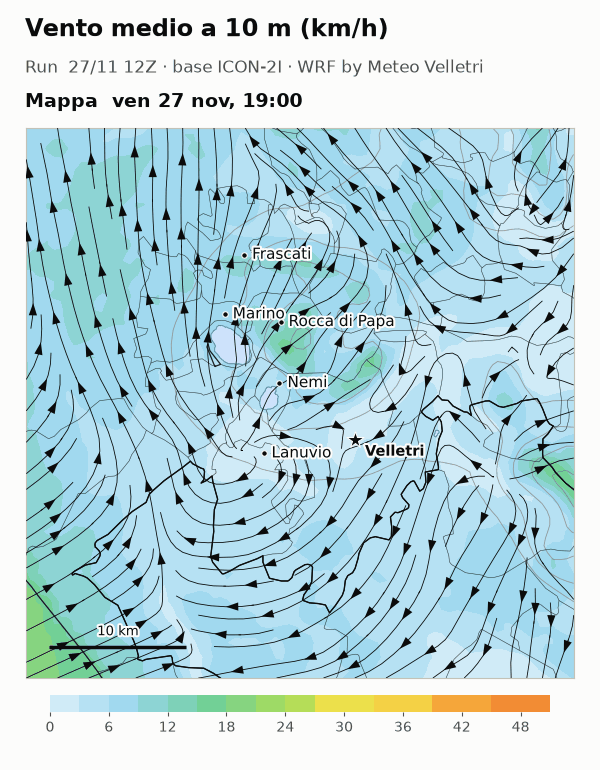 Vento medio a 10 m (km/h)
Run  27/11 12Z · base ICON-2I · WRF by Meteo Velletri
Mappa  ven 27 nov, 19:00
Frascati
Marino
Rocca di Papa
Nemi
Velletri
Lanuvio
10 km
0 6 12 18 24 30 36 42 48